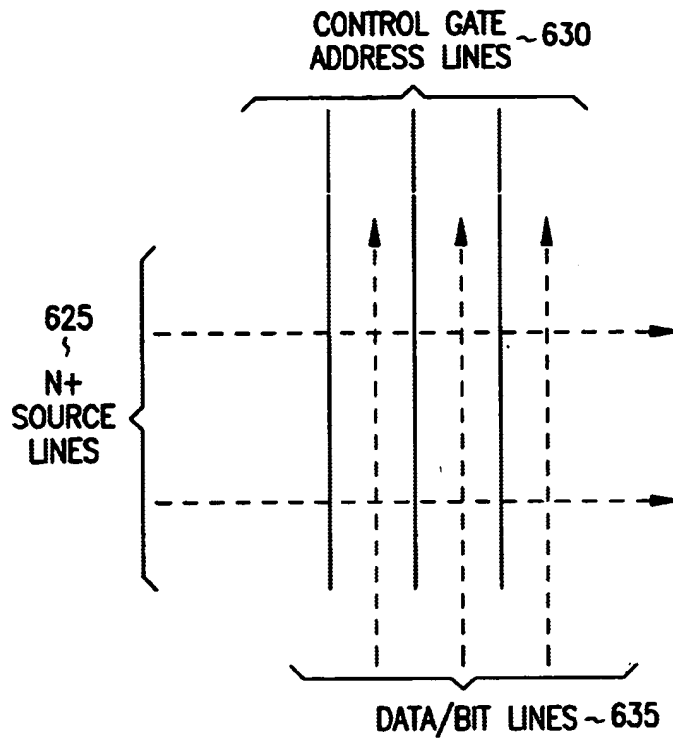 CONTROL GATE ~630
ADDRESS LINES
625
N+
SOURCE
LINES
DATA/BIT LINES ~635